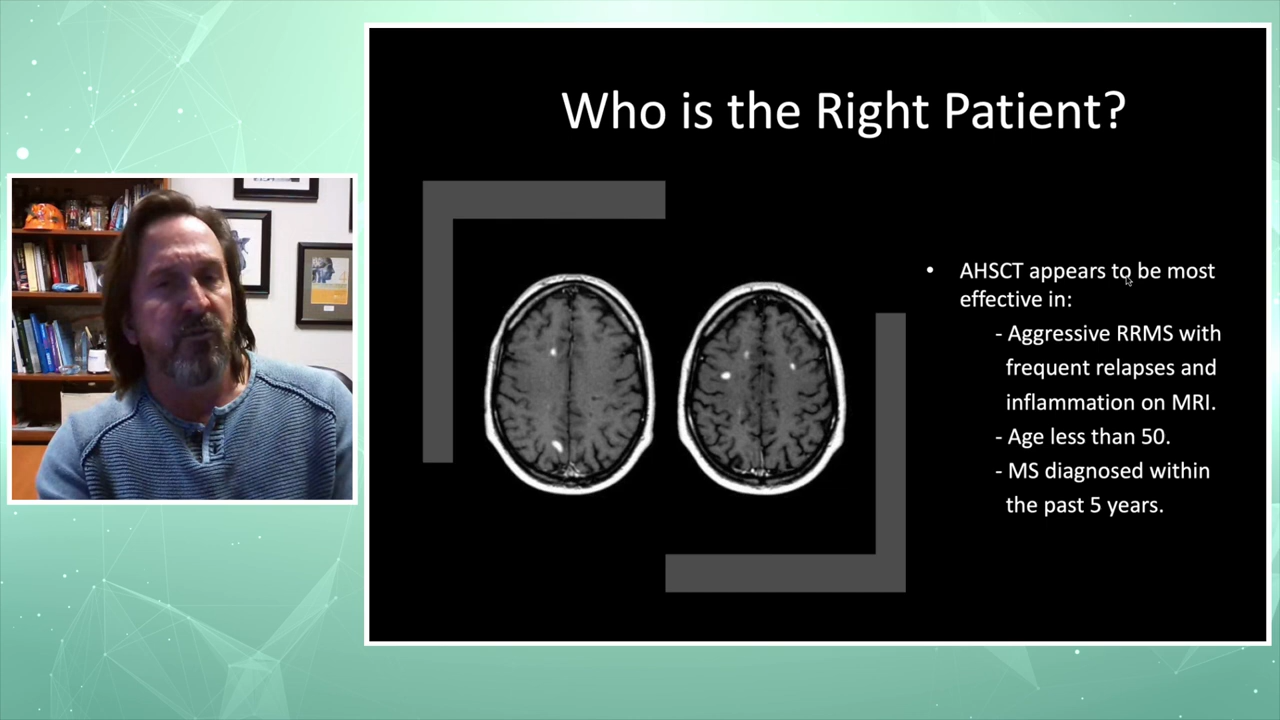 Who is the Right Patient?
• AHSCT appears to be most
effective in:
- Aggressive RRMS with
frequent relapses and
inflammation on MRI.
- Age less than 50.
- MS diagnosed within
the past 5 years.